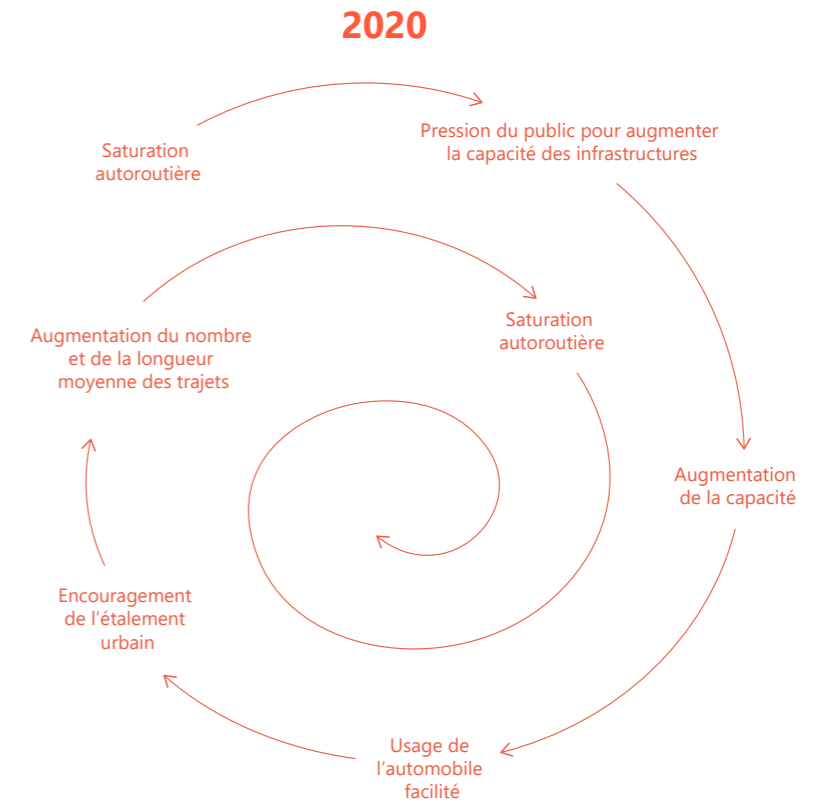 2020
Saturation
autoroutière
Pression du public pour augmenter
la capacité des infrastructures
Augmentation
de la capacité
Usage de
l’automobile
facilité
Encouragement
de l’étalement
urbain
Augmentation du nombre
et de la longueur
moyenne des trajets
Saturation
autoroutière